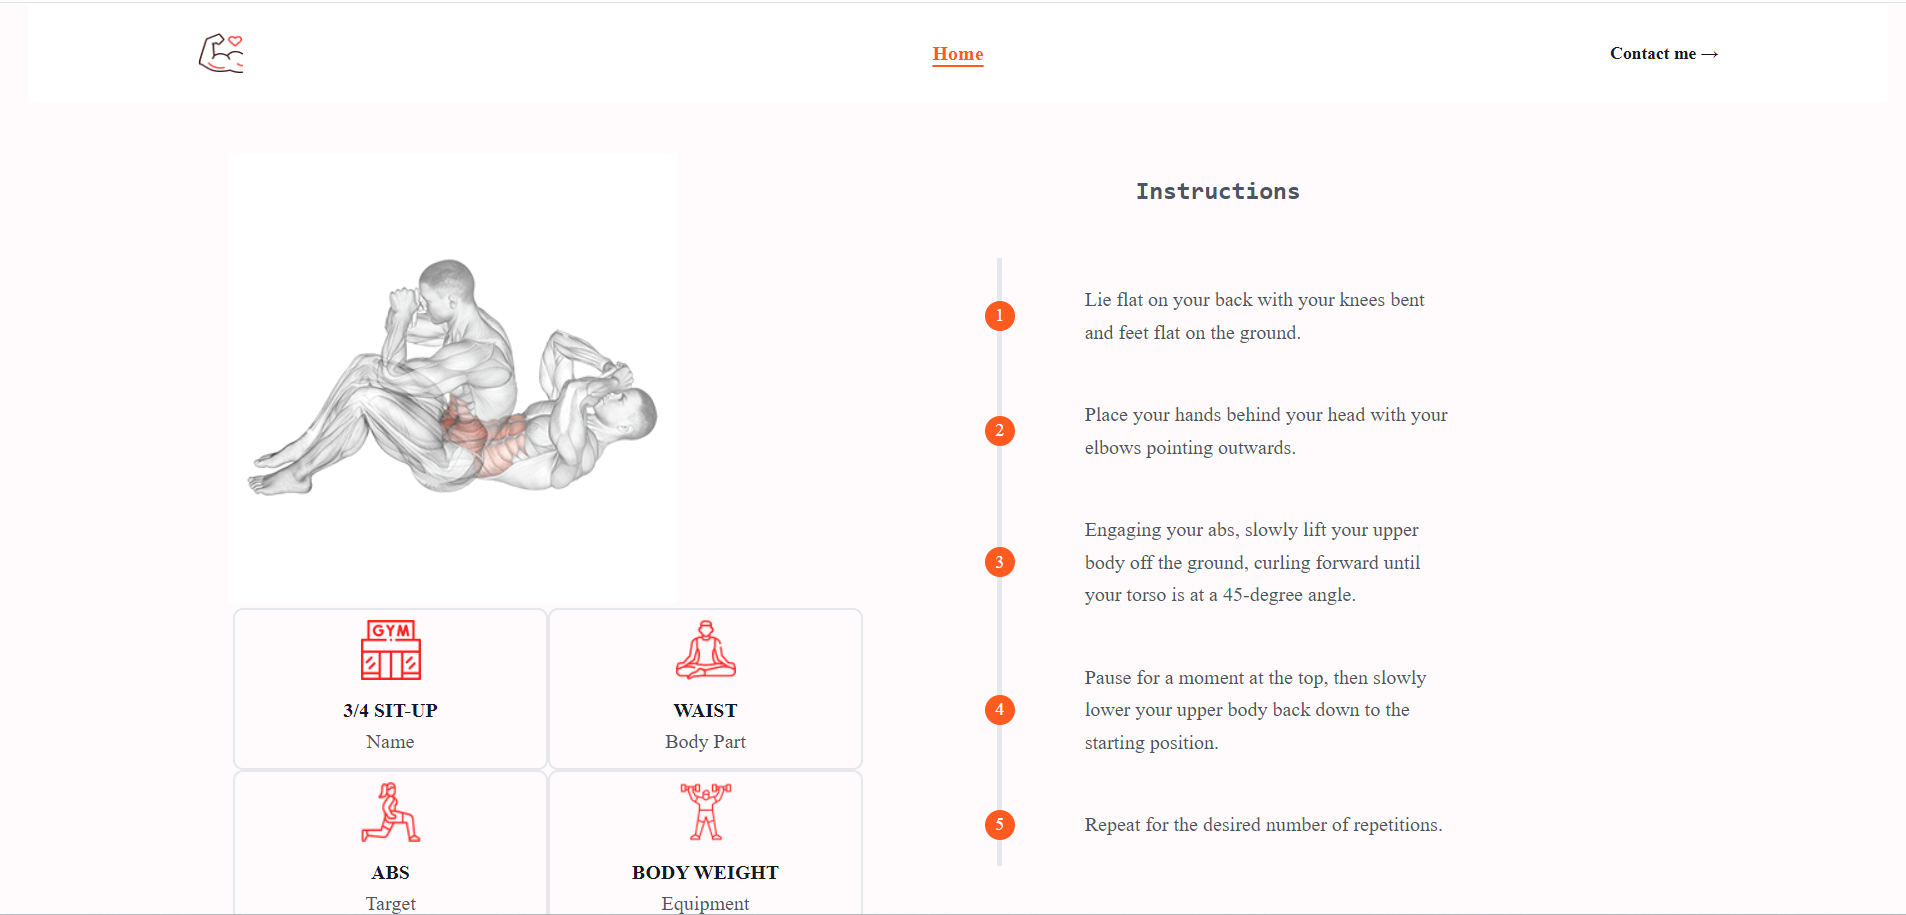 Home
Contact me →
Instructions
1
Lie flat on your back with your knees bent
and feet flat on the ground.
2
Place your hands behind your head with your
elbows pointing outwards.
3
Engaging your abs, slowly lift your upper
body off the ground, curling forward until
your torso is at a 45-degree angle.
4
Pause for a moment at the top, then slowly
lower your upper body back down to the
starting position.
5
Repeat for the desired number of repetitions.
GYM
3/4 SIT-UP
Name
WAIST
Body Part
ABS
Target
BODY WEIGHT
Equipment